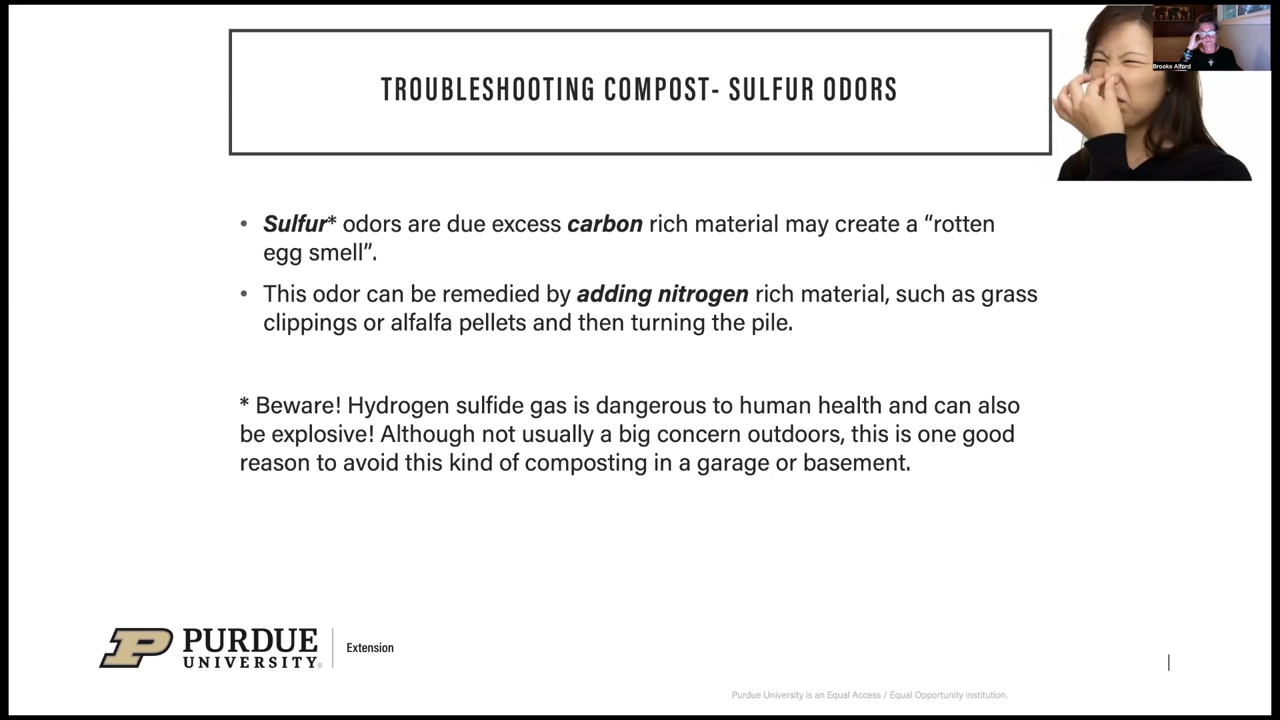 Brooke Alford
TROUBLESHOOTING COMPOST- SULFUR ODORS
• Sulfur* odors are due excess carbon rich material may create a “rotten
egg smell”.
• This odor can be remedied by adding nitrogen rich material, such as grass
clippings or alfalfa pellets and then turning the pile.
* Beware! Hydrogen sulfide gas is dangerous to human health and can also
be explosive! Although not usually a big concern outdoors, this is one good
reason to avoid this kind of composting in a garage or basement.
P PURDUE UNIVERSITY® Extension
Purdue University is an Equal Access / Equal Opportunity institution.